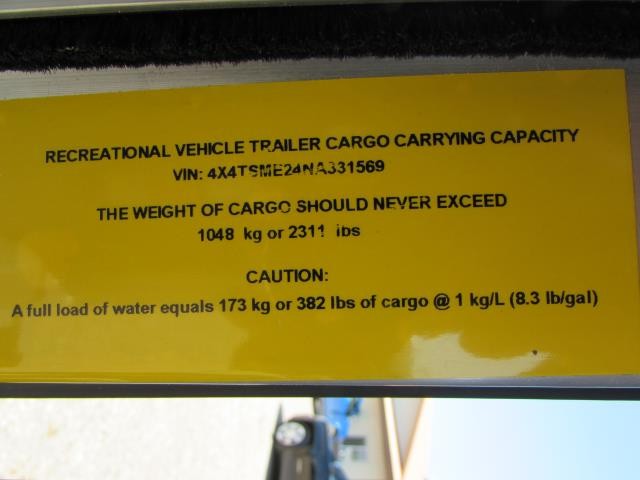 RECREATIONAL VEHICLE TRAILER CARGO CARRYING CAPACITY
VIN: 4X4TSME24NA331569
THE WEIGHT OF CARGO SHOULD NEVER EXCEED
1048 kg or 2311 lbs
CAUTION:
A full load of water equals 173 kg or 382 lbs of cargo @ 1 kg/L (8.3 lb/gal)